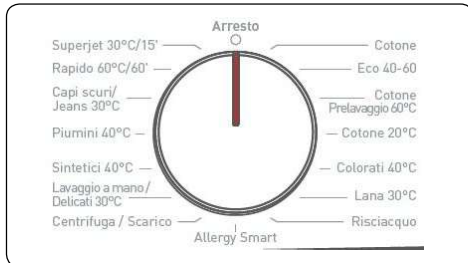 Arresto
Superjet 30°C/15'
Rapido 60°C/60'
Capi scuri/
Jeans 30°C
Piumini 40°C
Sintetici 40°C
Lavaggio a mano/
Delicati 30°C
Centrifuga / Scarico
Allergy Smart
Cotone
Eco 40-60
Cotone
Prelavaggio 60°C
Cotone 20°C
Colorati 40°C
Lana 30°C
Risciacquo